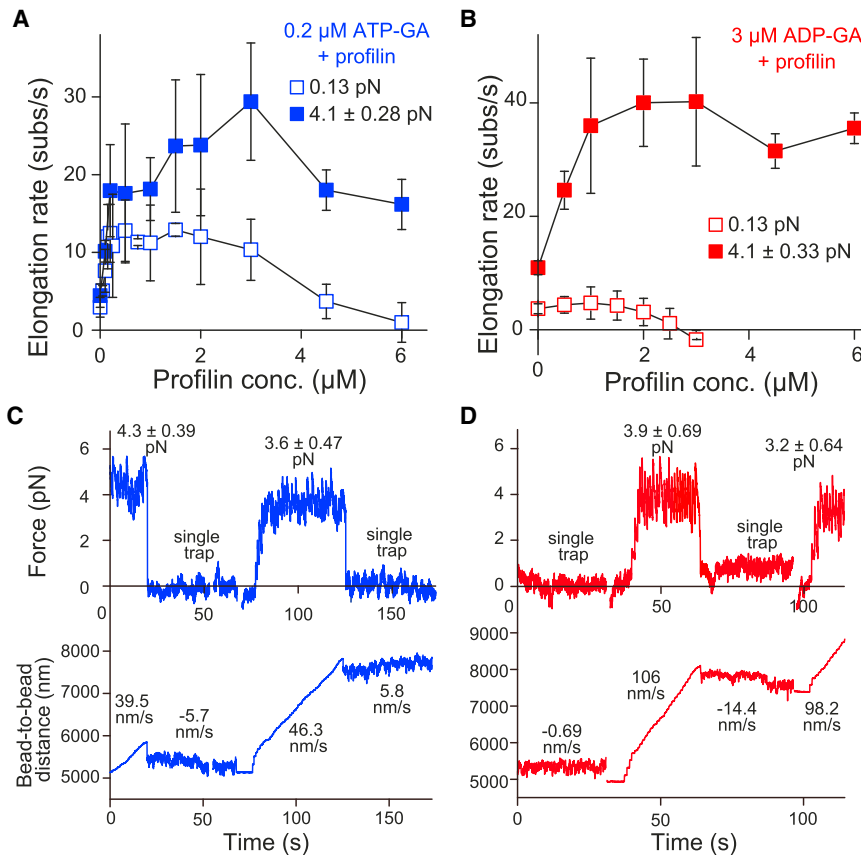 A
0.2 µM ATP-GA
+ profilin
0.13 pN
4.1 ± 0.28 pN
Elongation rate (subs/s)
30
20
10
0
0
2
4
6
Profilin conc. (µM)
B
3 µM ADP-GA
+ profilin
0.13 pN
4.1 ± 0.33 pN
Elongation rate (subs/s)
40
20
0
0
2
4
6
Profilin conc. (µM)
C
4.3 ± 0.39
pN
3.6 ± 0.47
pN
single
trap
single
trap
Force (pN)
6
4
2
0
0
50
100
150
Bead-to-bead
distance (nm)
8000
7000
6000
5000
39.5
nm/s
-5.7
nm/s
46.3
nm/s
5.8
nm/s
0
50
100
150
Time (s)
D
3.9 ± 0.69
pN
3.2 ± 0.64
pN
single
trap
single
trap
6
4
2
0
0
50
100
9000
8000
7000
6000
5000
-0.69
nm/s
106
nm/s
-14.4
nm/s
98.2
nm/s
0
50
100
Time (s)